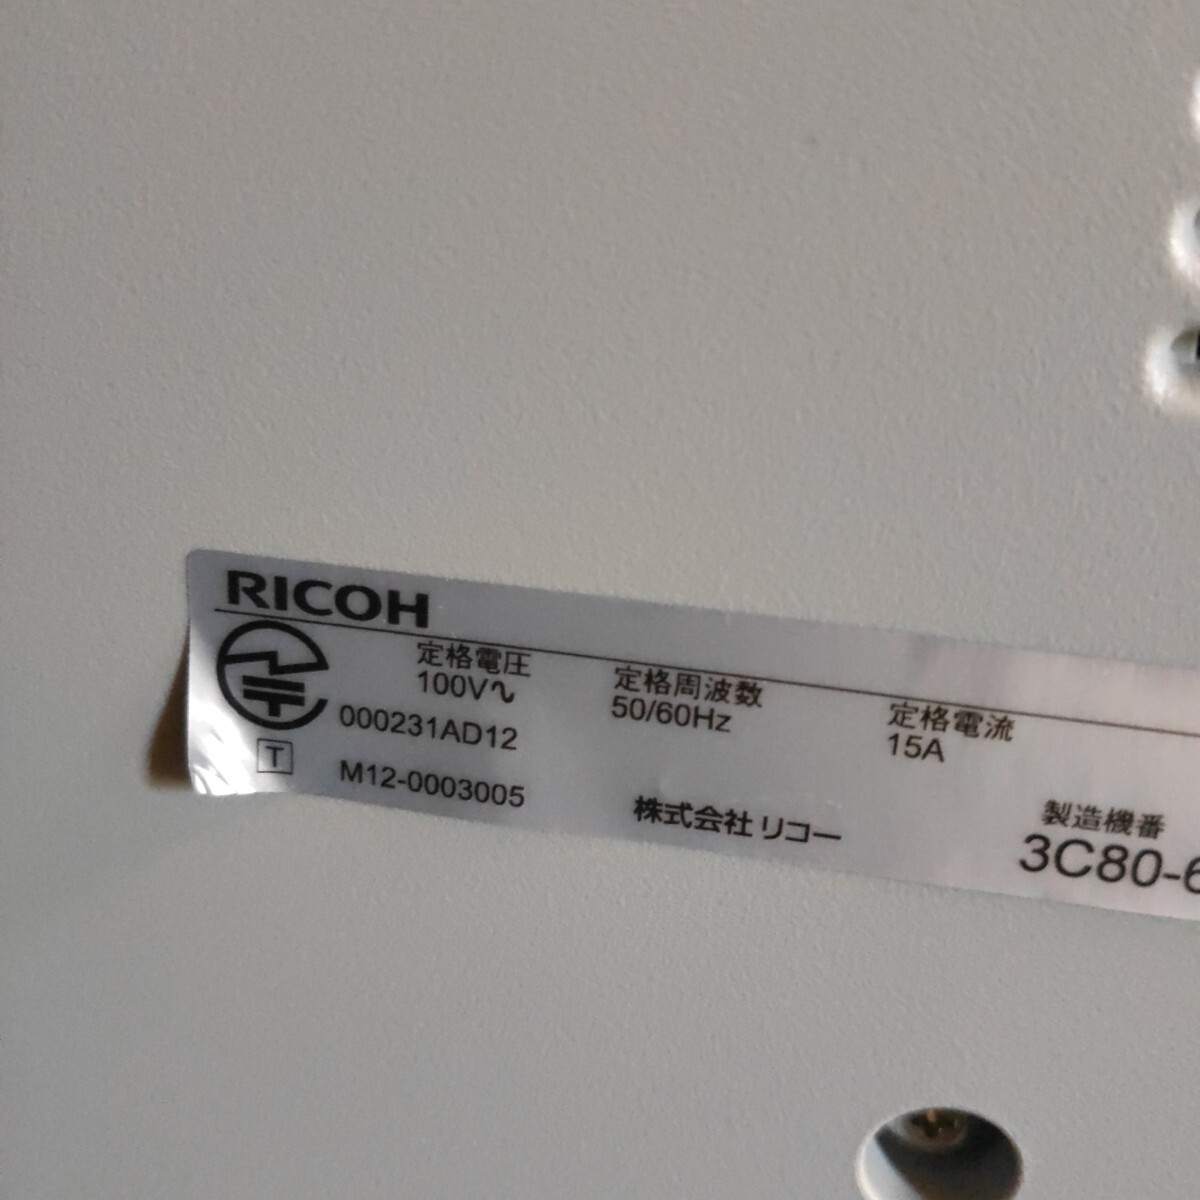 RICOH
定格電圧
100V∿
定格周波数
50/60Hz
定格電流
15A
000231AD12
T
M12-0003005
株式会社 リコー
製造機番
3C80-6